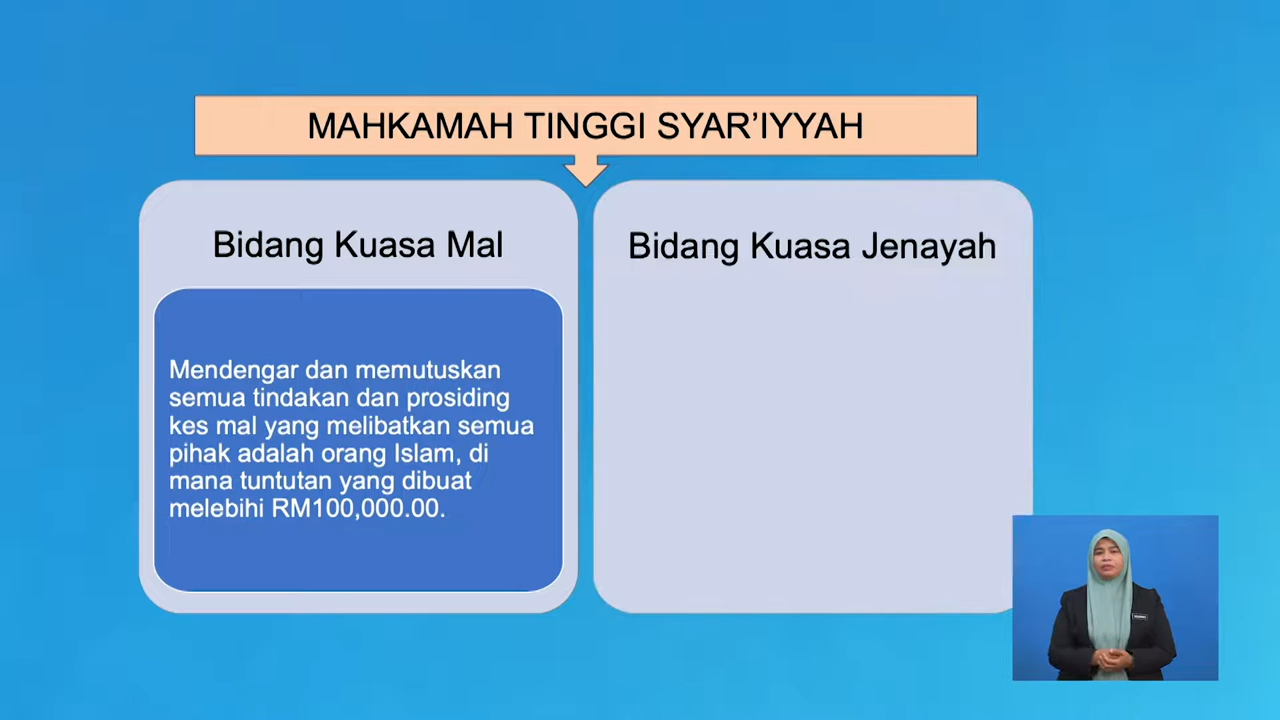 MAHKAMAH TINGGI SYAR’IYYAH
Bidang Kuasa Mal
Mendengar dan memutuskan
semua tindakan dan prosiding
kes mal yang melibatkan semua
pihak adalah orang Islam, di
mana tuntutan yang dibuat
melebihi RM100,000.00.
Bidang Kuasa Jenayah